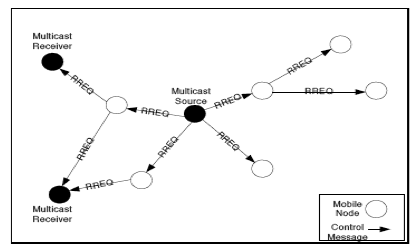 Multicast
Receiver
RREQ
Multicast
Source
RREQ
RREQ
RREQ
RREQ
RREQ
RREQ
RREQ
RREQ
Multicast
Receiver
Mobile
Node
Control
Message